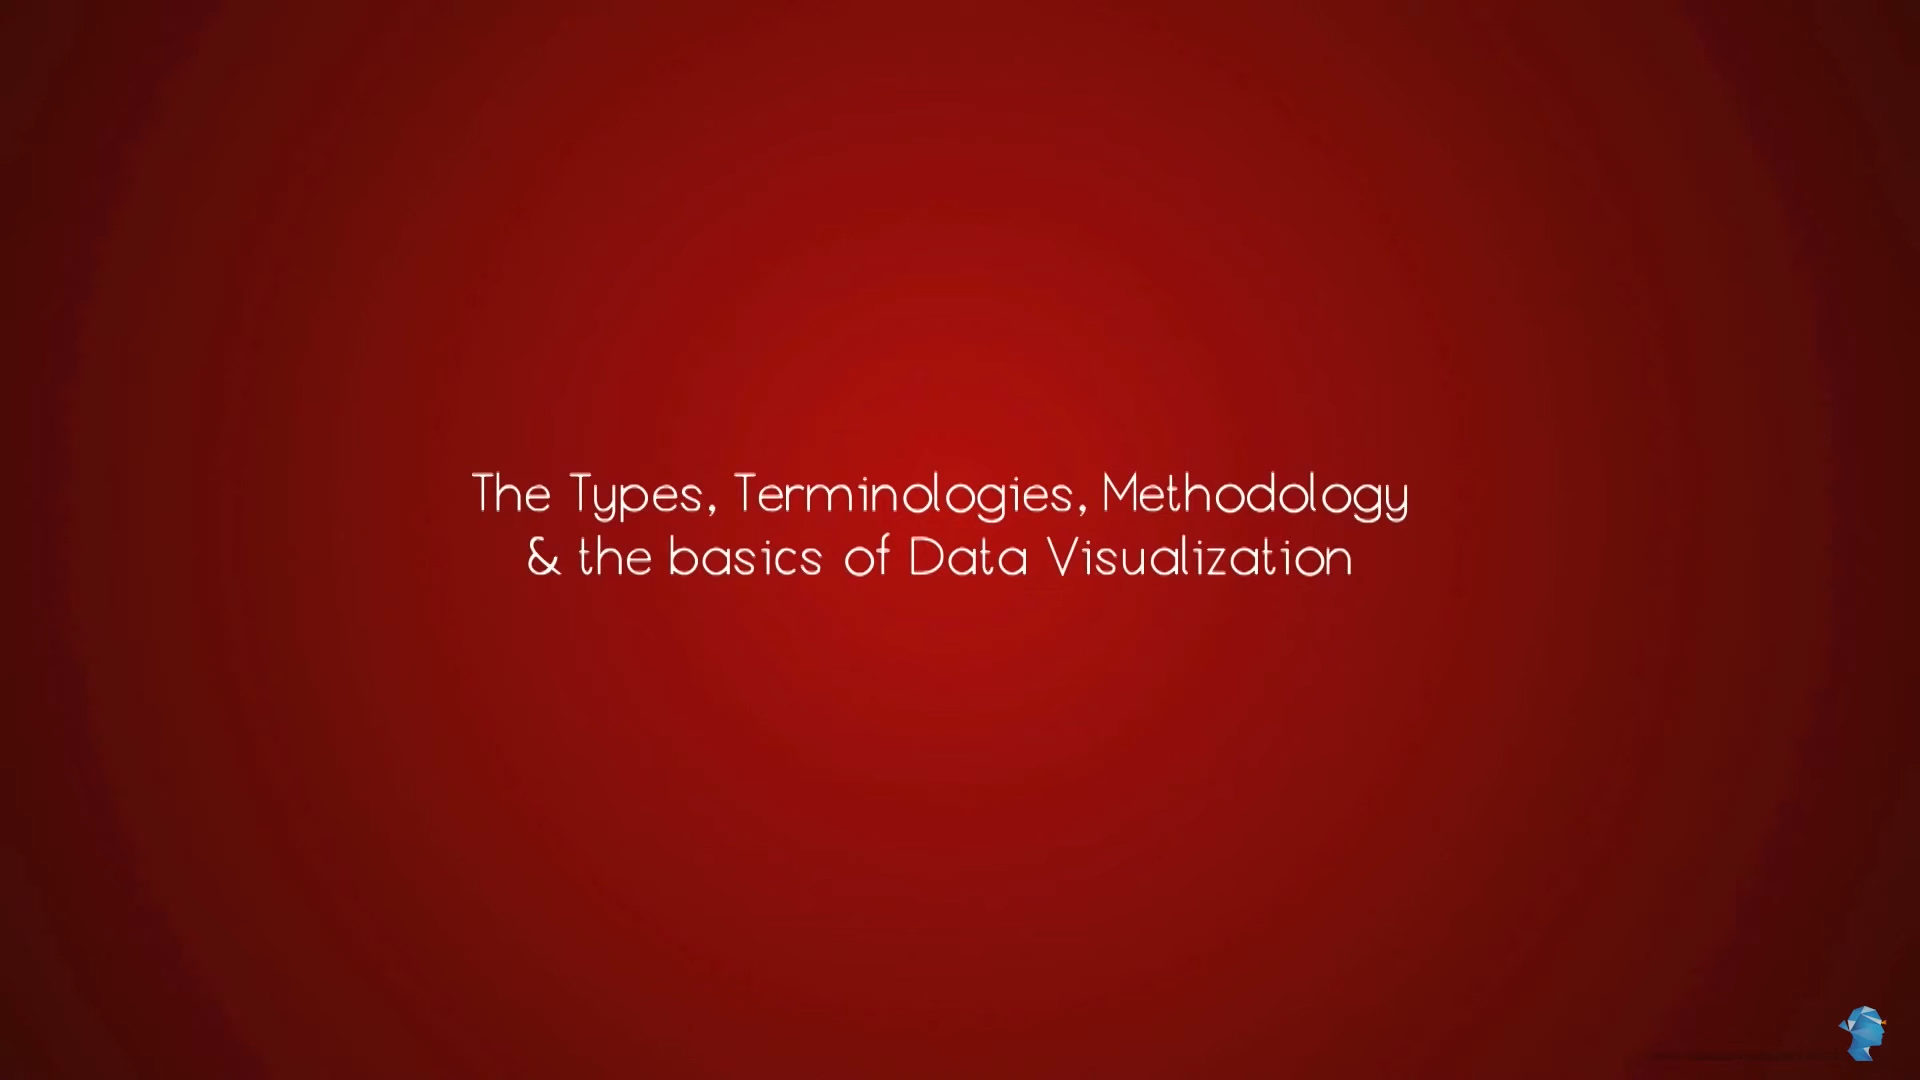 The Types, Terminologies, Methodology
& the basics of Data Visualization